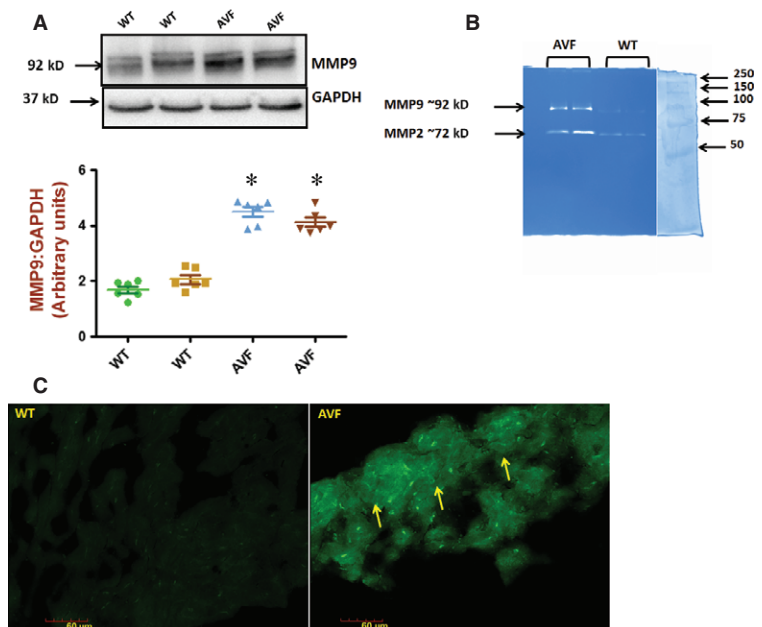 A
WT WT AVF AVF
92 kD
MMP9
37 kD
GAPDH
MMP9:GAPDH
(Arbitrary units)
6
4
2
0
* *
WT WT AVF AVF
B
AVF WT
MMP9 ~92 kD
MMP2 ~72 kD
250
150
100
75
50
C
WT
AVF
60 µm
60 µm